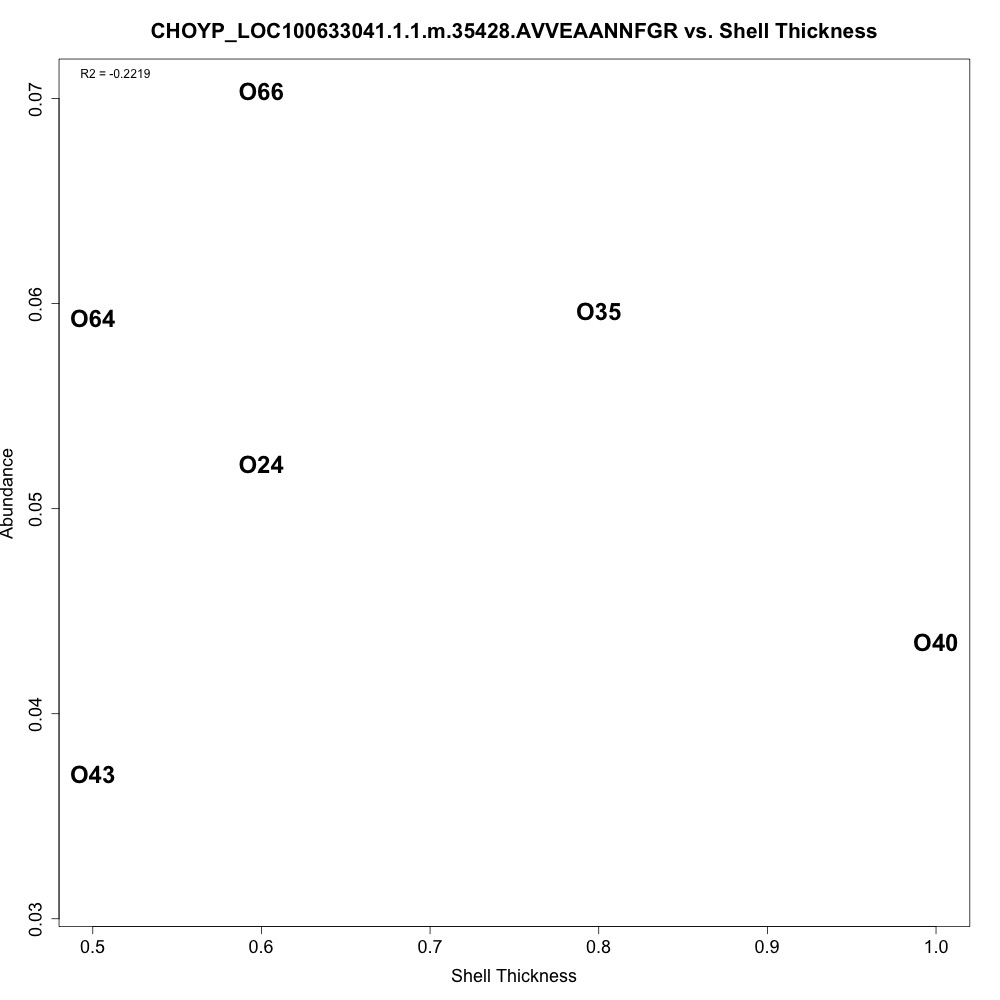 CHOYP_LOC100633041.1.1.m.35428.AVVEAANNFGR vs. Shell Thickness
R2 = -0.2219
O66
O64
O35
O24
O40
O43
Abundance
0.07
0.06
0.05
0.04
0.03
0.5 0.6 0.7 0.8 0.9 1.0
Shell Thickness